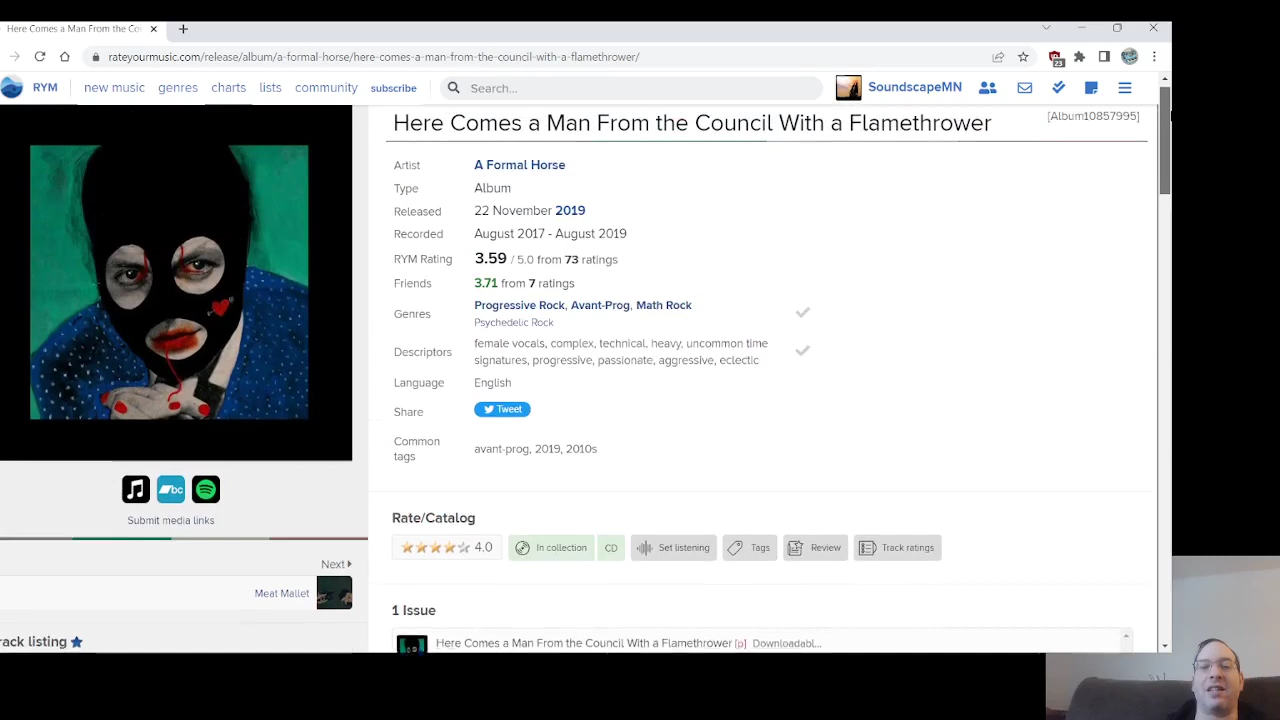 Here Comes a Man From the Co
rateyourmusic.com/release/album/a-formal-horse/here-comes-a-man-from-the-council-with-a-flamethrower/
23
RYM new music genres charts lists community subscribe Search... SoundscapeMN
Here Comes a Man From the Council With a Flamethrower [Album10857995]
Artist A Formal Horse
Type Album
Released 22 November 2019
Recorded August 2017 - August 2019
RYM Rating 3.59 / 5.0 from 73 ratings
Friends 3.71 from 7 ratings
Genres Progressive Rock, Avant-Prog, Math Rock
Psychedelic Rock
Descriptors female vocals, complex, technical, heavy, uncommon time
signatures, progressive, passionate, aggressive, eclectic
Language English
Share Tweet
Common
tags
avant-prog, 2019, 2010s
bc
Submit media links
Rate/Catalog
4.0 In collection CD Set listening Tags Review Track ratings
Next
Meat Mallet
1 Issue
rack listing
Here Comes a Man From the Council With a Flamethrower [p] Downloadabl...